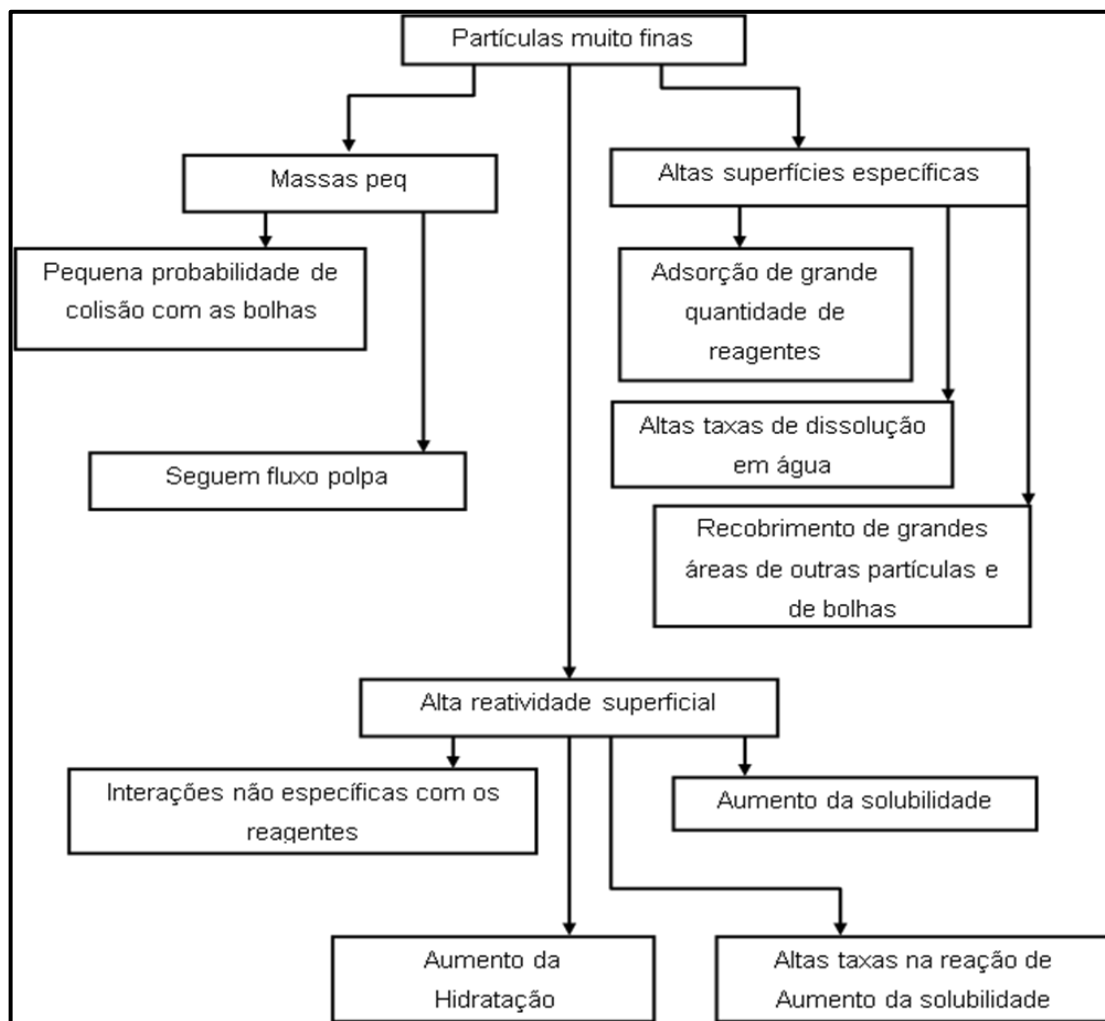 Partículas muito finas
Massas peq
Altas superfícies específicas
Pequena probabilidade de
colisão com as bolhas
Adsorção de grande
quantidade de
reagentes
Altas taxas de dissolução
em água
Seguem fluxo polpa
Recobrimento de grandes
áreas de outras partículas e
de bolhas
Alta reatividade superficial
Interações não específicas com os
reagentes
Aumento da solubilidade
Aumento da
Hidratação
Altas taxas na reação de
Aumento da solubilidade